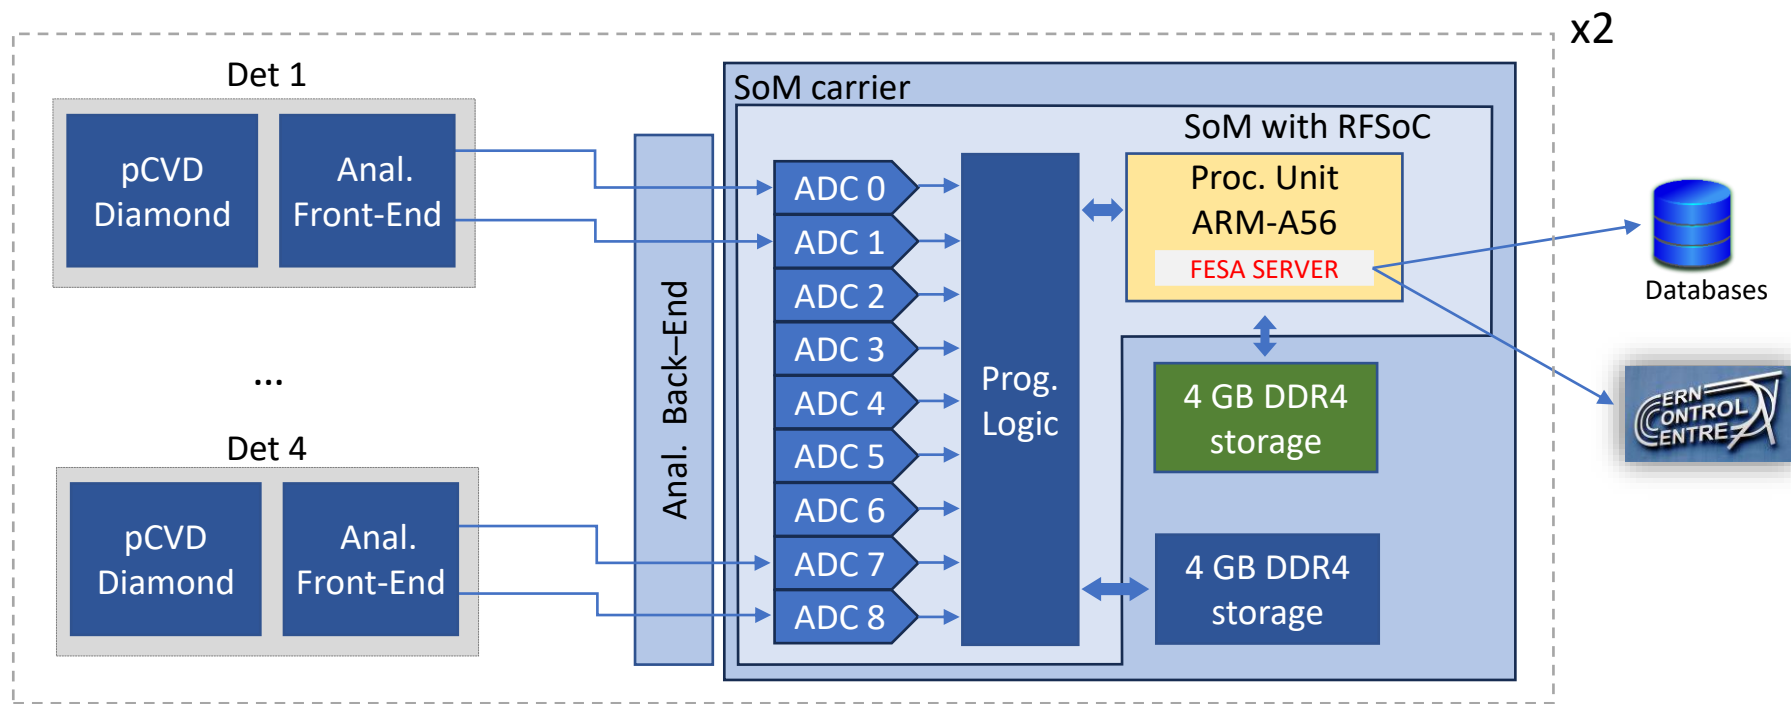 x2
Det 1
pCVD
Diamond
Anal.
Front-End
...
Det 4
pCVD
Diamond
Anal.
Front-End
Anal. Back–End
SoM carrier
SoM with RFSoC
ADC 0
ADC 1
ADC 2
ADC 3
ADC 4
ADC 5
ADC 6
ADC 7
ADC 8
Prog.
Logic
Proc. Unit
ARM-A56
FESA SERVER
4 GB DDR4
storage
4 GB DDR4
storage
Databases
CERN
CONTROL
CENTRE